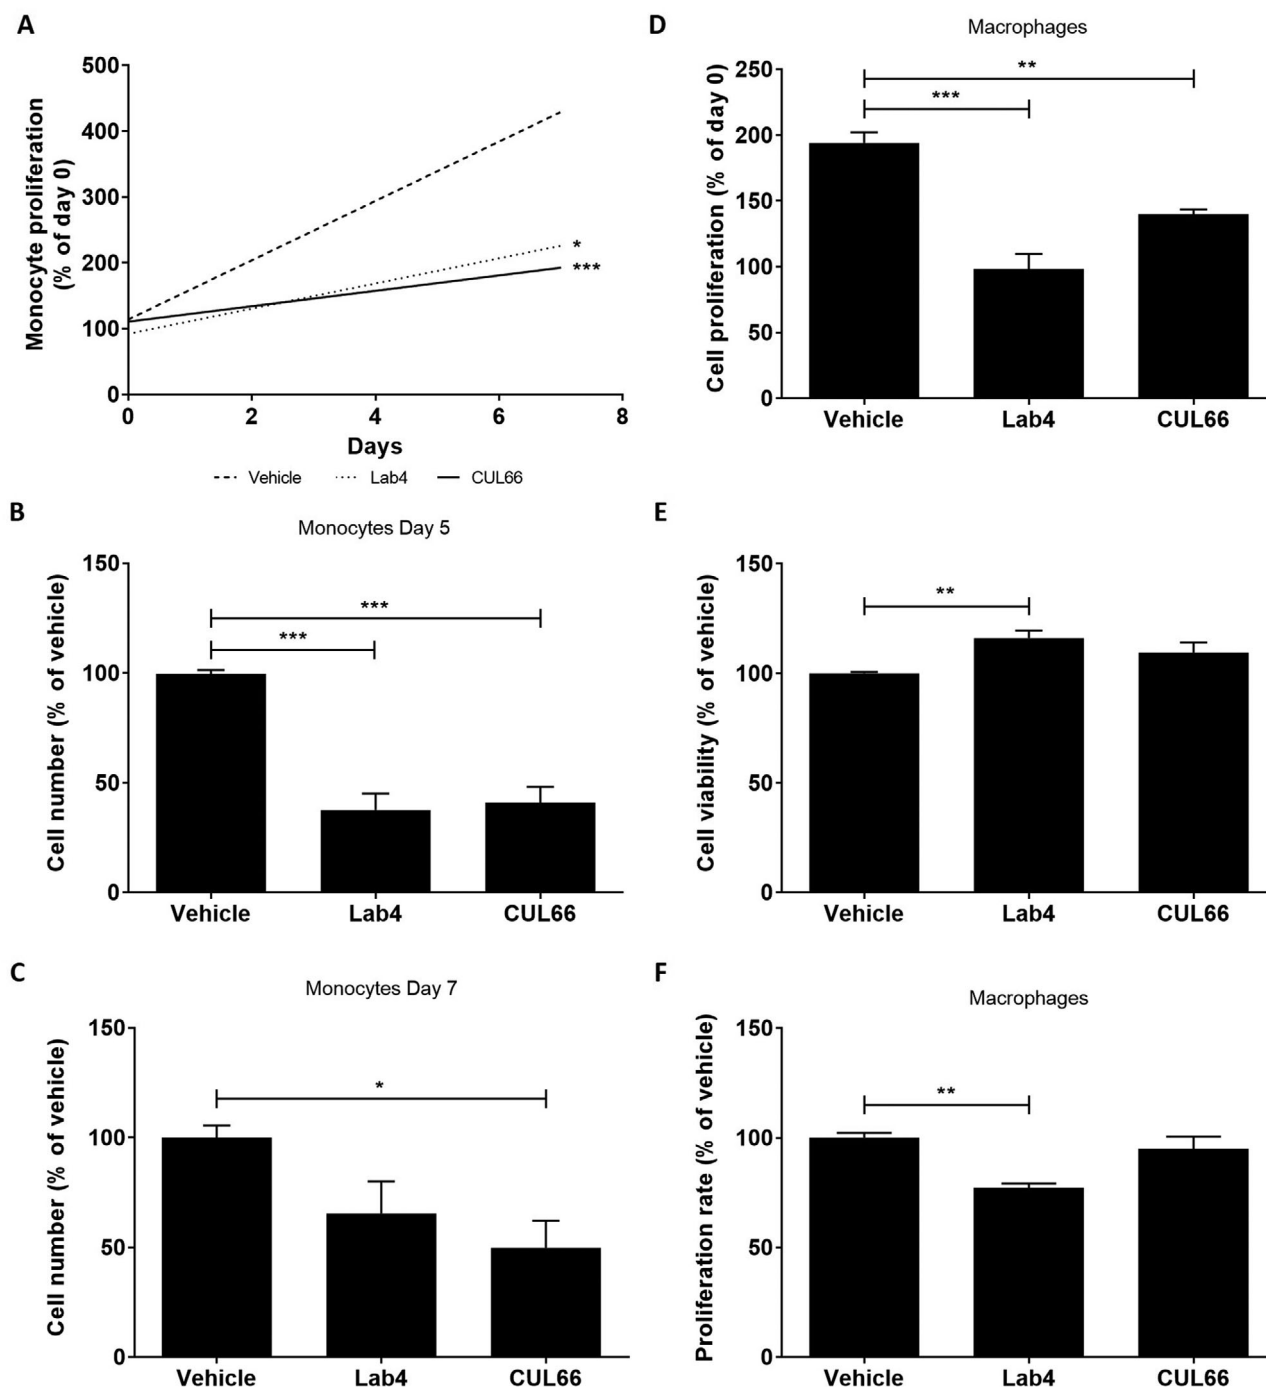 A
Monocyte proliferation
(% of day 0)
500
400
300
200
100
0
*
***
0
2
4
6
8
Days
Vehicle
Lab4
CUL66
B
Monocytes Day 5
Cell number (% of vehicle)
150
100
50
0
***
***
Vehicle
Lab4
CUL66
C
Monocytes Day 7
Cell number (% of vehicle)
150
100
50
0
*
Vehicle
Lab4
CUL66
D
Macrophages
Cell proliferation (% of day 0)
250
200
150
100
50
0
**
***
Vehicle
Lab4
CUL66
E
Cell viability (% of vehicle)
150
100
50
0
**
Vehicle
Lab4
CUL66
F
Macrophages
Proliferation rate (% of vehicle)
150
100
50
0
**
Vehicle
Lab4
CUL66